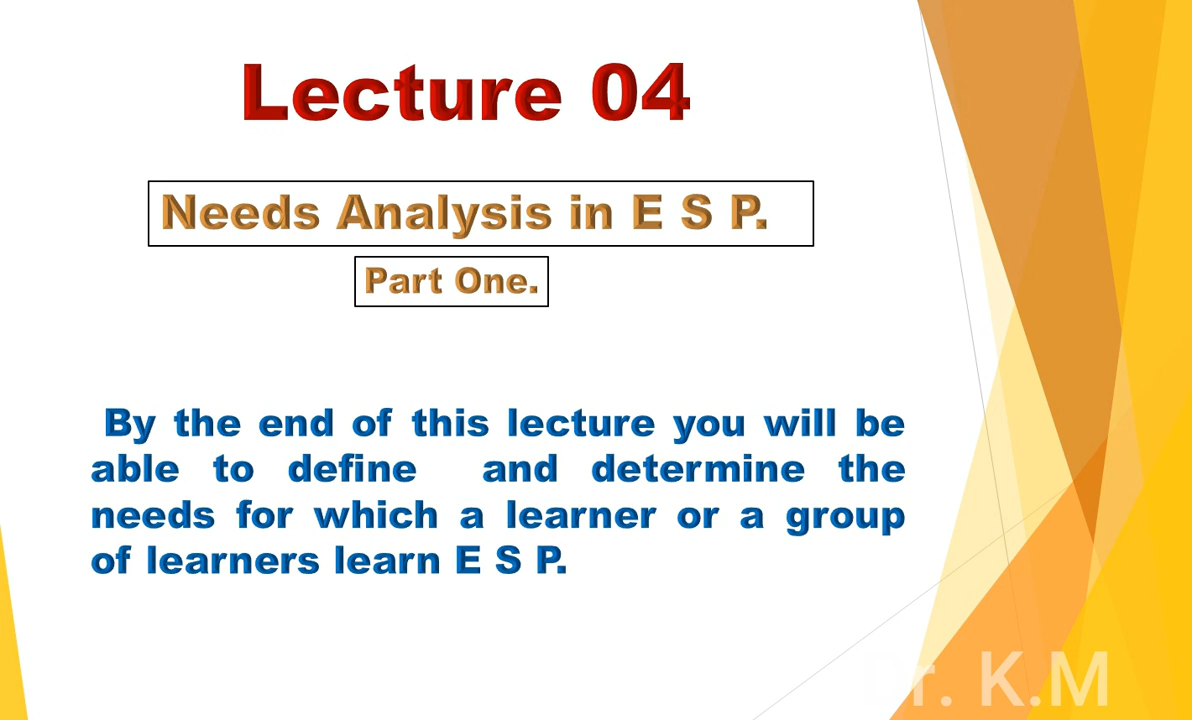 Lecture 04
Needs Analysis in E S P.
Part One.
By the end of this lecture you will be
able to define and determine the
needs for which a learner or a group
of learners learn E S P.
Dr. K.M